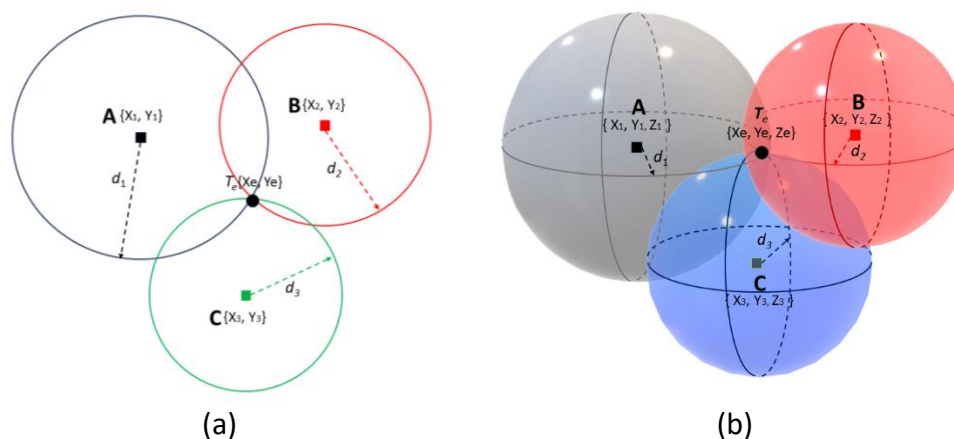 A {X₁, Y₁}
d₁
B {X₂, Y₂}
d₂
Tₑ {Xe, Ye}
d₃
C {X₃, Y₃}
(a)
A
{ X₁, Y₁, Z₁ }
d₁
Tₑ
{Xe, Ye, Ze}
B
{ X₂, Y₂, Z₂ }
d₂
d₃
C
{ X₃, Y₃, Z₃ }
(b)